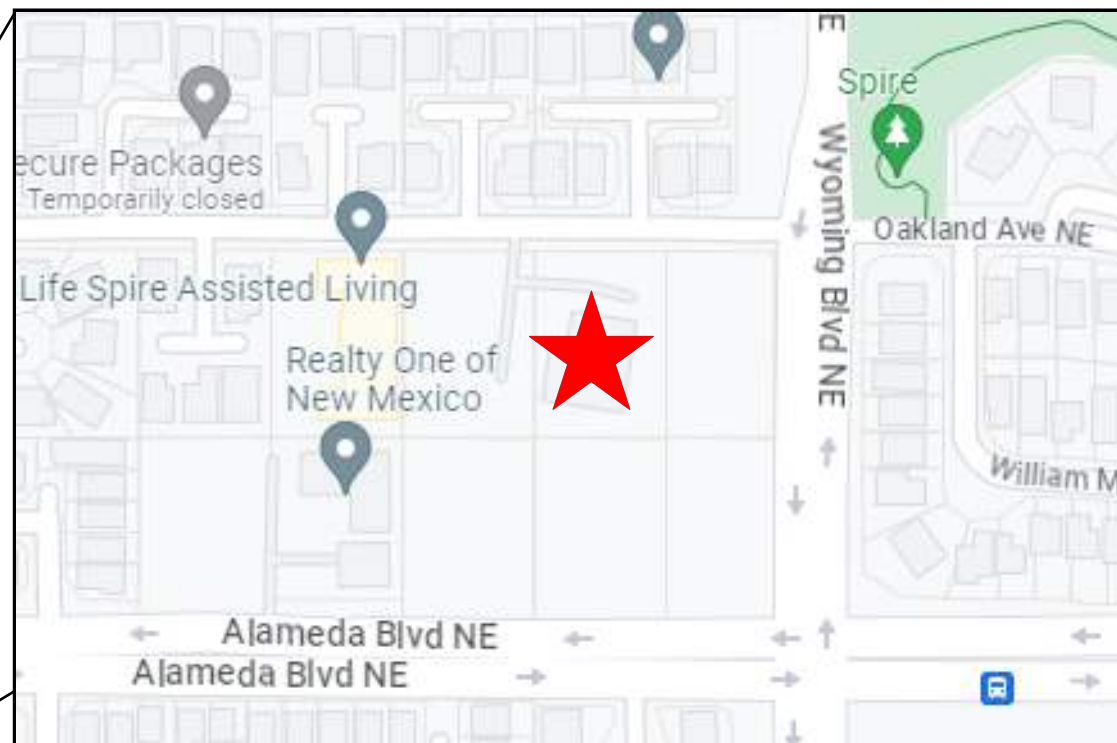 E
Spire
ecure Packages
Temporarily closed
Wyoming Blvd NE
Oakland Ave NE
Life Spire Assisted Living
Realty One of
New Mexico
William M
Alameda Blvd NE
Alameda Blvd NE